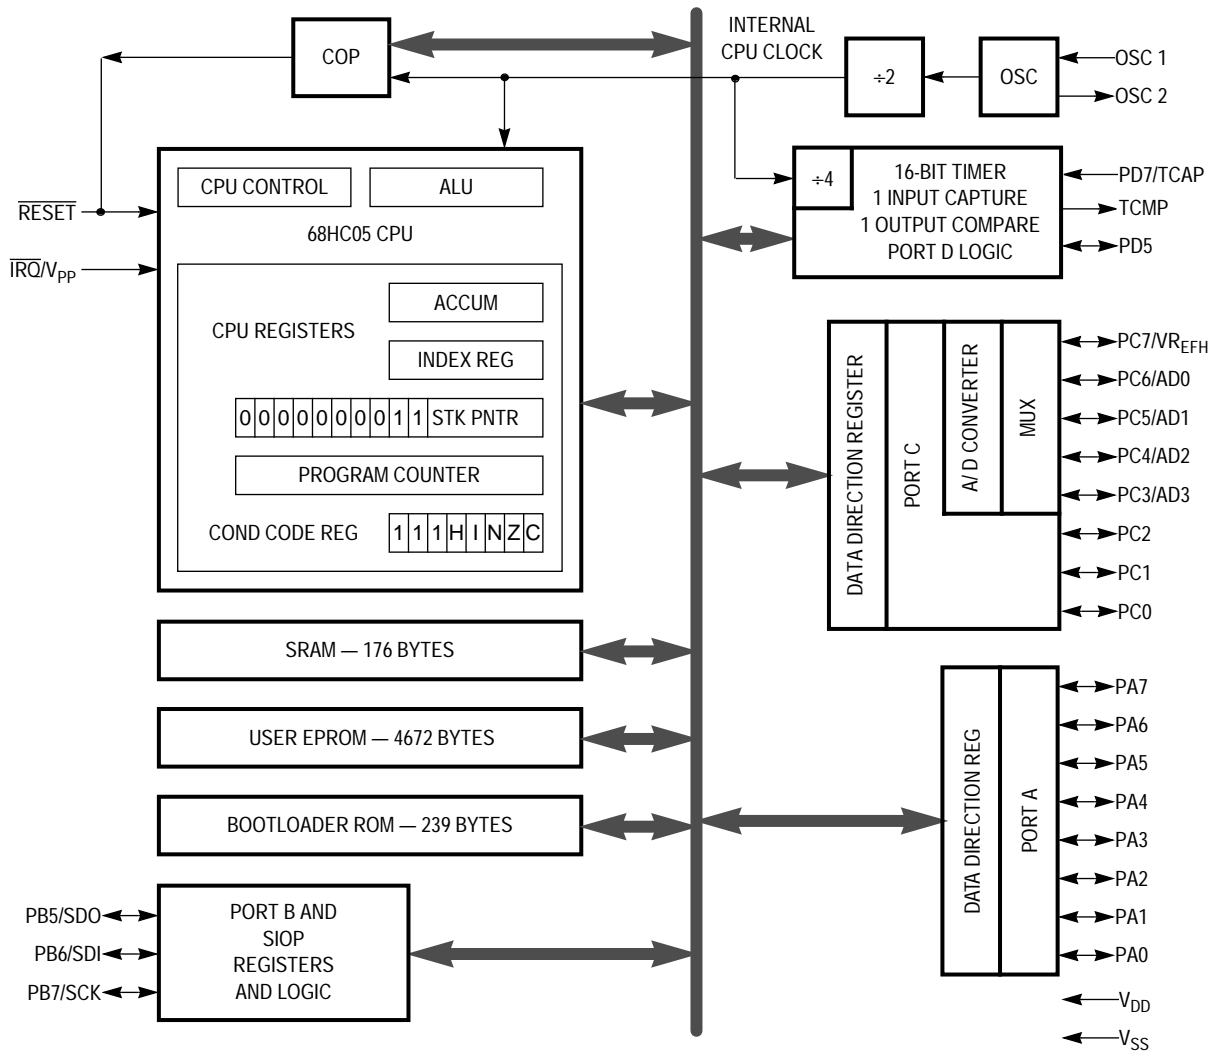 COP
INTERNAL
CPU CLOCK
÷2
OSC
OSC 1
OSC 2
CPU CONTROL
ALU
68HC05 CPU
RESET
IRQ/VPP
CPU REGISTERS
ACCUM
INDEX REG
0 0 0 0 0 0 0 0 1 1 STK PNTR
PROGRAM COUNTER
COND CODE REG
1 1 1 H I N Z C
÷4
16-BIT TIMER
1 INPUT CAPTURE
1 OUTPUT COMPARE
PORT D LOGIC
PD7/TCAP
TCMP
PD5
DATA DIRECTION REGISTER
PORT C
A/D CONVERTER
MUX
PC7/VREFH
PC6/AD0
PC5/AD1
PC4/AD2
PC3/AD3
PC2
PC1
PC0
SRAM — 176 BYTES
USER EPROM — 4672 BYTES
BOOTLOADER ROM — 239 BYTES
DATA DIRECTION REG
PORT A
PA7
PA6
PA5
PA4
PA3
PA2
PA1
PA0
PB5/SDO
PB6/SDI
PB7/SCK
PORT B AND
SIOP
REGISTERS
AND LOGIC
VDD
VSS